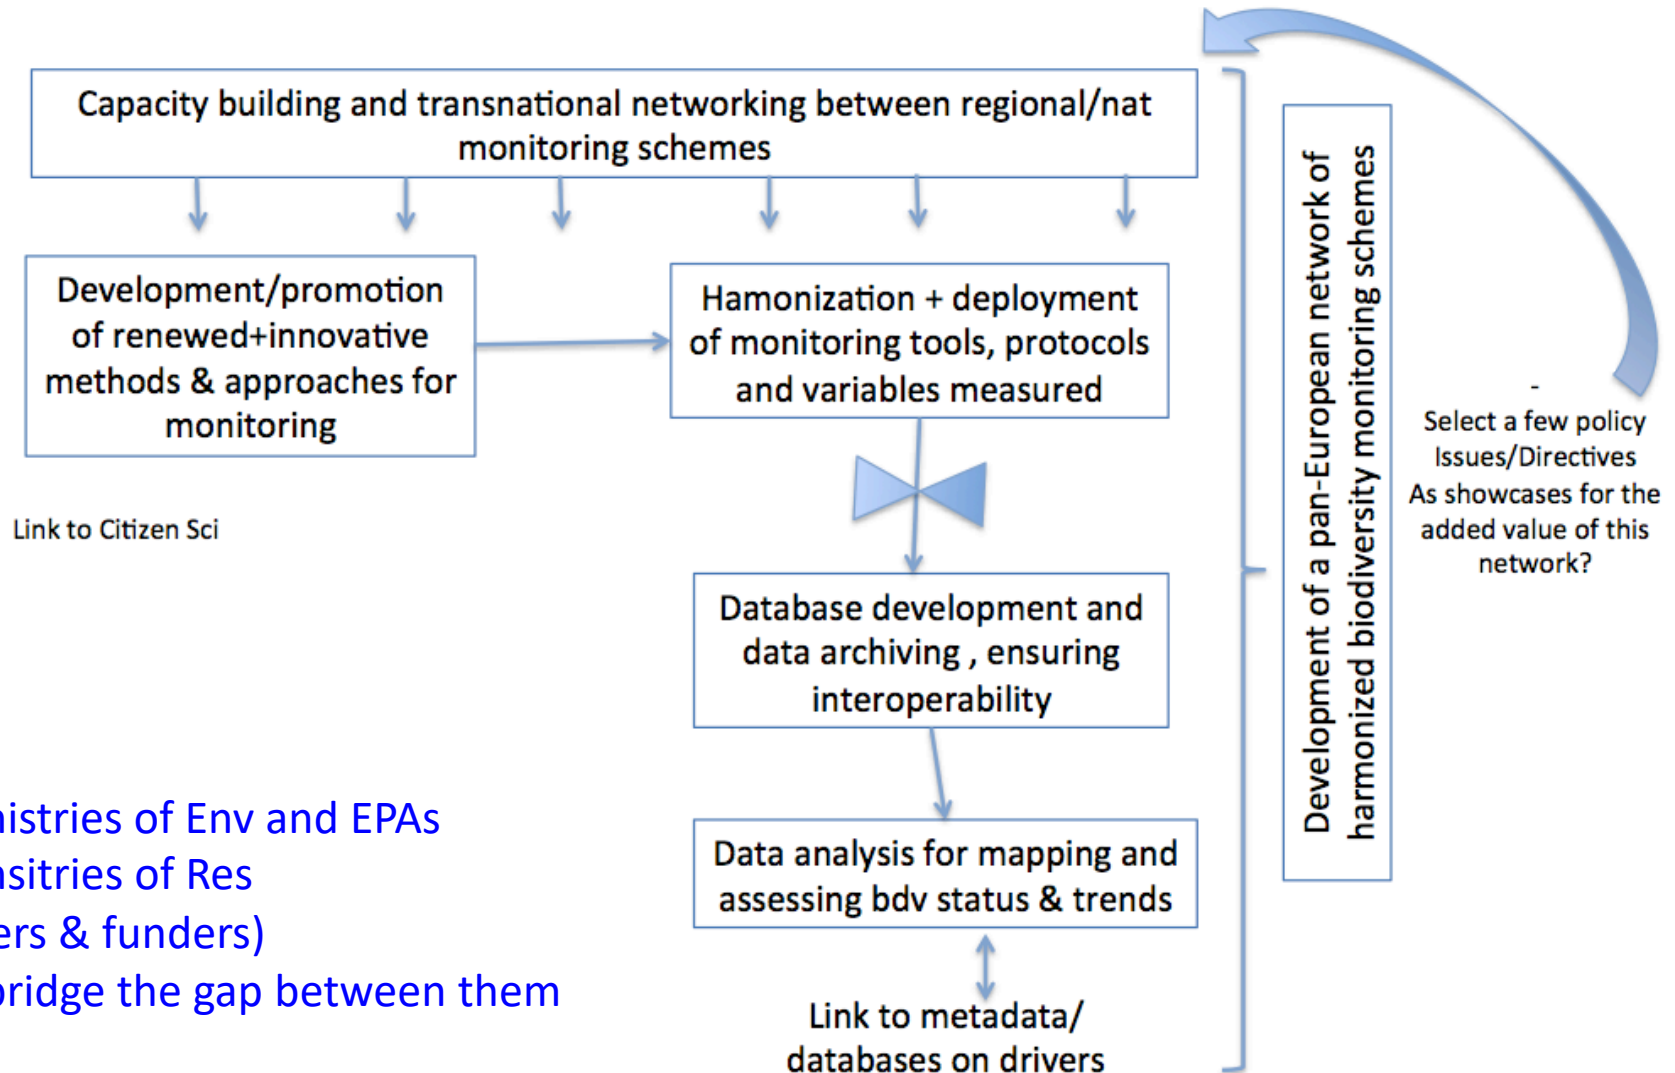 Capacity building and transnational networking between regional/nat
monitoring schemes
Development/promotion
of renewed+innovative
methods & approaches for
monitoring
Hamonization + deployment
of monitoring tools, protocols
and variables measured
Link to Citizen Sci
Database development and
data archiving , ensuring
interoperability
Data analysis for mapping and
assessing bdv status & trends
Link to metadata/
databases on drivers
Development of a pan-European network of
harmonized biodiversity monitoring schemes
-
Select a few policy
Issues/Directives
As showcases for the
added value of this
network?
nistries of Env and EPAs
nsitries of Res
ers & funders)
bridge the gap between them